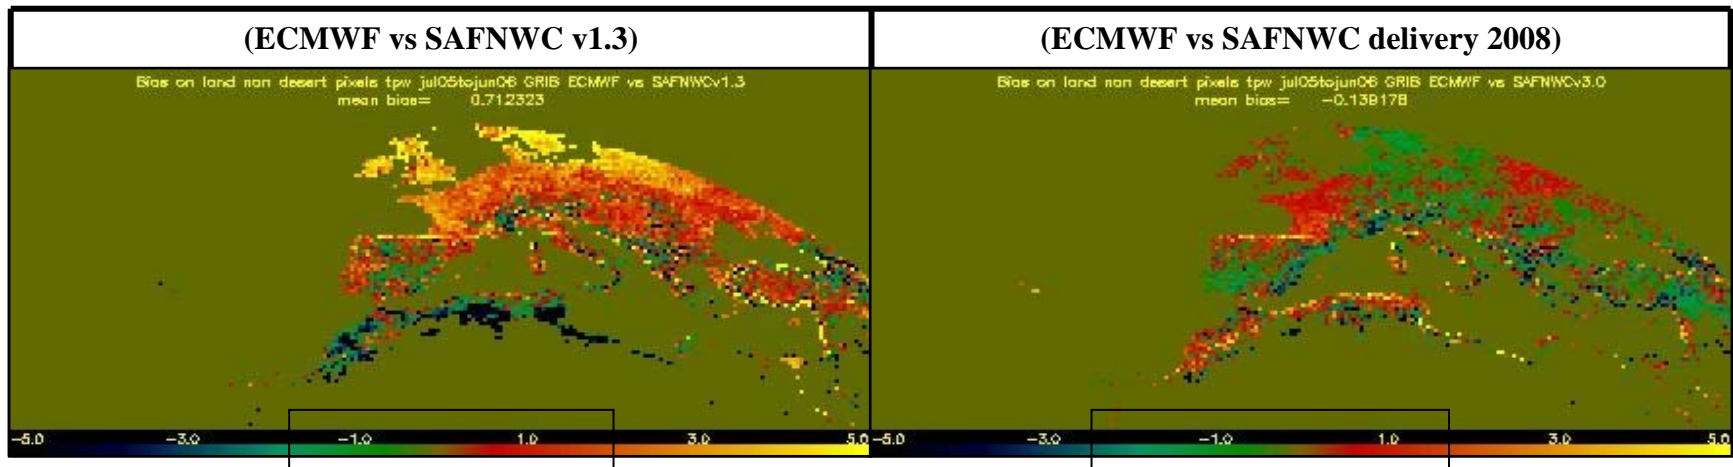 (ECMWF vs SAFNWC v1.3)
(ECMWF vs SAFNWC delivery 2008)
Bias on land non desert pixels tpw jul05tojun06 GRIB ECMWF vs SAFNWCv1.3
mean bias= 0.712323
Bias on land non desert pixels tpw jul05tojun06 GRIB ECMWF vs SAFNWCv3.0
mean bias= -0.139178
-5.0 -3.0 -1.0 1.0 3.0 5.0
-5.0 -3.0 -1.0 1.0 3.0 5.0